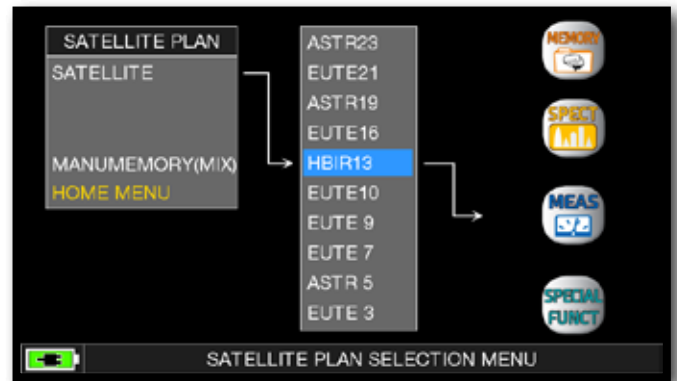 SATELLITE PLAN
SATELLITE
MANUMEMORY(MIX)
HOME MENU
ASTR23
EUTE21
ASTR19
EUTE16
HBIR13
EUTE10
EUTE 9
EUTE 7
ASTR 5
EUTE 3
MEMORY
SPECT
MEAS
SPECIAL
FUNCT
SATELLITE PLAN SELECTION MENU